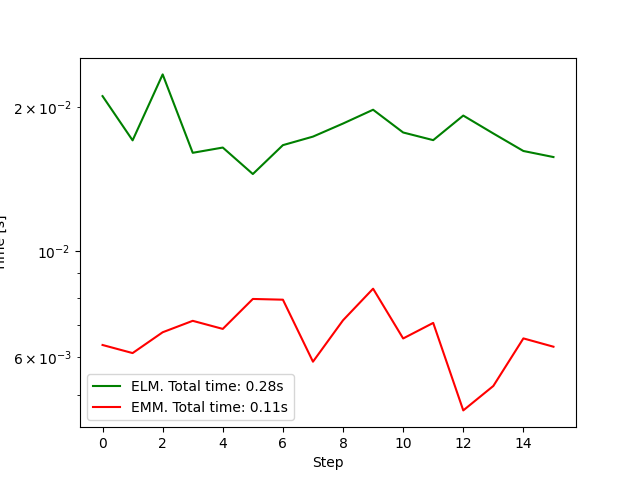 2 × 10⁻²
10⁻²
6 × 10⁻³
[s]
ELM. Total time: 0.28s
EMM. Total time: 0.11s
0 2 4 6 8 10 12 14
Step